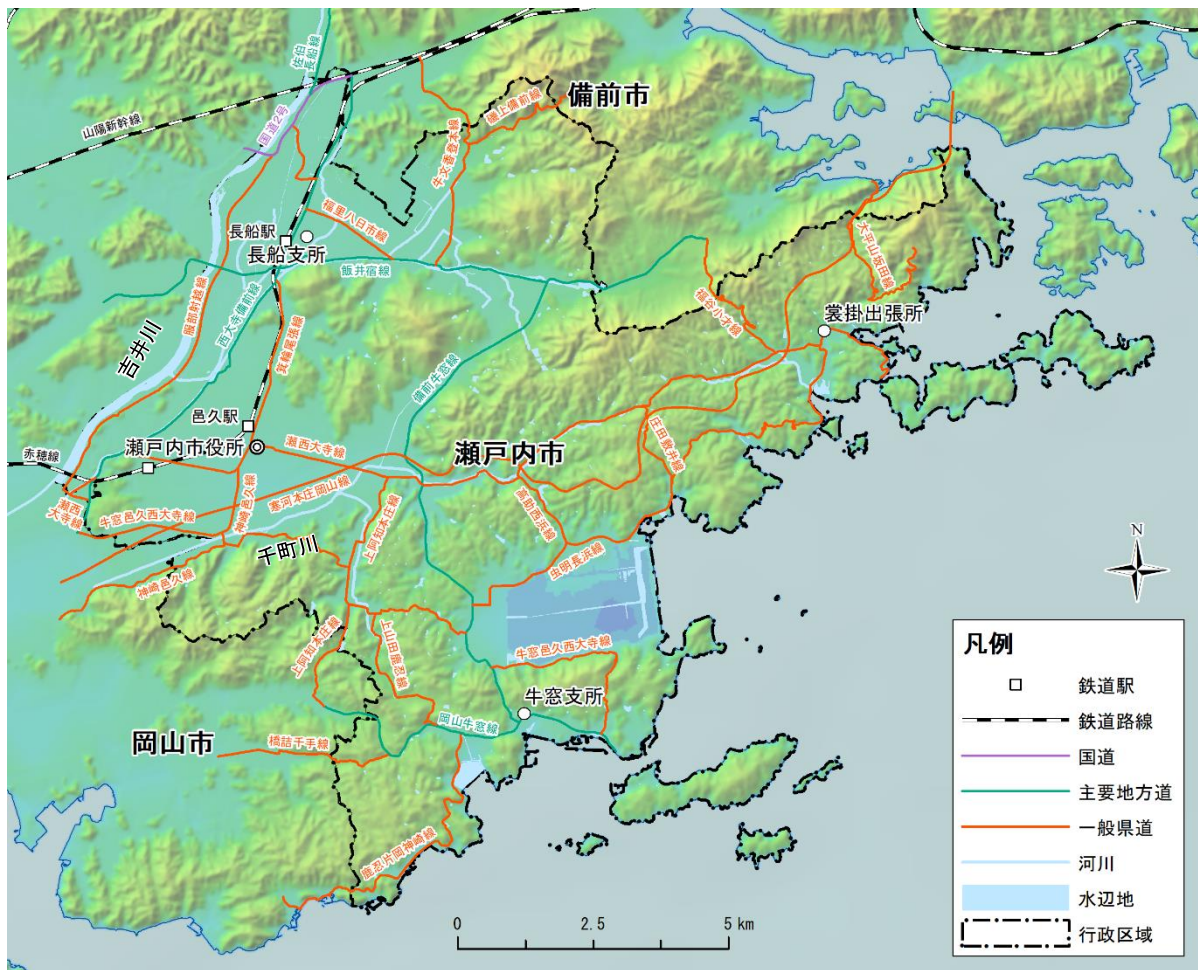 佐伯
長船線
備前市
国道2号
磯上備前線
山陽新幹線
牛文香登本線
福里八日市線
長船駅
長船支所
飯井宿線
大平山坂田線
服部射越線
西大寺備前線
福谷小才線
裳掛出張所
吉井川
箕輪尾張線
備前牛窓線
邑久駅
瀬戸内市役所
瀬西大寺線
瀬戸内市
庄田敷井線
赤穂線
寒河本庄岡山線
神崎邑久線
瀬西
大寺線
牛窓邑久西大寺線
高助西浜線
上阿知本庄線
千町川
虫明長浜線
神崎邑久線
上阿知本庄線
上山田鹿忍線
牛窓邑久西大寺線
牛窓支所
岡山牛窓線
岡山市
橋詰千手線
鹿忍片岡神崎線
N
凡例
鉄道駅
鉄道路線
国道
主要地方道
一般県道
河川
水辺地
行政区域
0 2.5 5 km